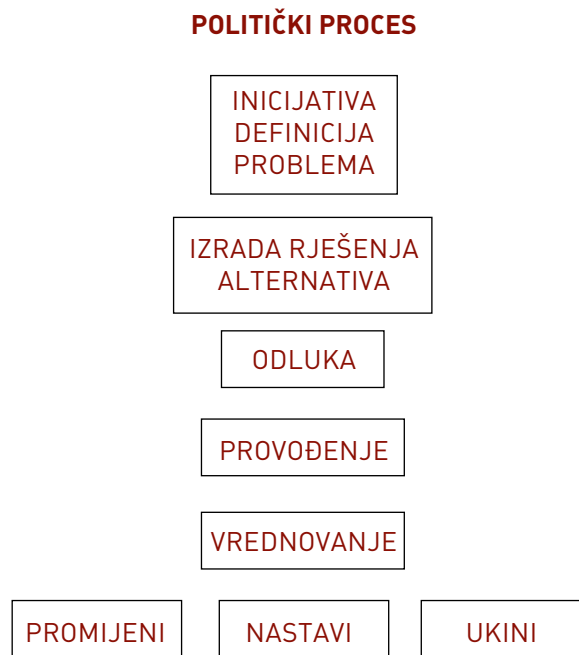 POLITIČKI PROCES
INICIJATIVA
DEFINICIJA
PROBLEMA
IZRADA RJEŠENJA
ALTERNATIVA
ODLUKA
PROVOĐENJE
VREDNOVANJE
PROMIJENI NASTAVI UKINI